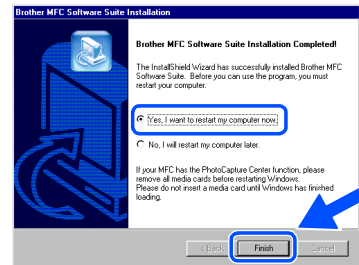 Brother MFC Software Suite Installation
Brother MFC Software Suite Installation Completed!
The InstallShield Wizard has successfully installed Brother MFC
Software Suite. Before you can use the program, you must
restart your computer.
Yes, I want to restart my computer now.
No, I will restart my computer later.
If your MFC has the PhotoCapture Center function, please
remove all media cards before restarting Windows.
Please do not insert a media card until Windows has finished
loading.
< Back
Finish
Cancel